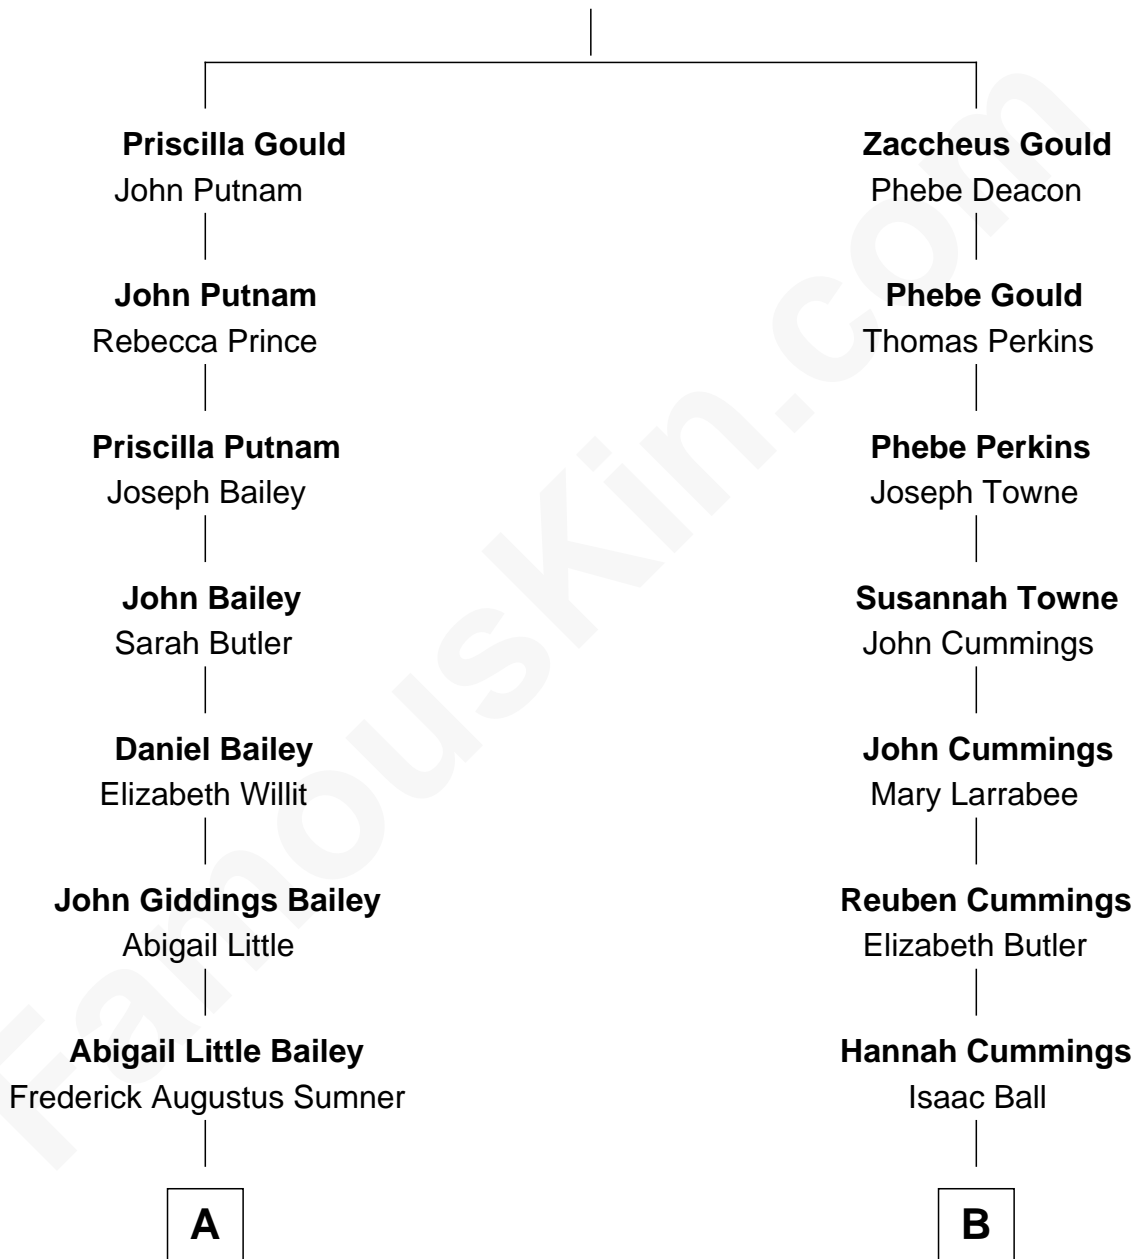 Priscilla Gould
John Putnam
John Putnam
Rebecca Prince
Priscilla Putnam
Joseph Bailey
John Bailey
Sarah Butler
Daniel Bailey
Elizabeth Willit
John Giddings Bailey
Abigail Little
Abigail Little Bailey
Frederick Augustus Sumner
A
Zaccheus Gould
Phebe Deacon
Phebe Gould
Thomas Perkins
Phebe Perkins
Joseph Towne
Susannah Towne
John Cummings
John Cummings
Mary Larrabee
Reuben Cummings
Elizabeth Butler
Hannah Cummings
Isaac Ball
B
FamousKin.com